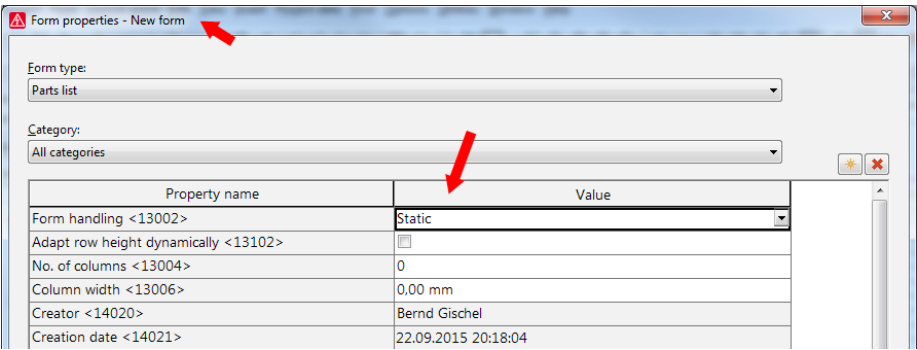 Form properties - New form
Form type:
Parts list
Category:
All categories
Property name Value
Form handling <13002> Static
Adapt row height dynamically <13102>
No. of columns <13004> 0
Column width <13006> 0,00 mm
Creator <14020> Bernd Gischel
Creation date <14021> 22.09.2015 20:18:04